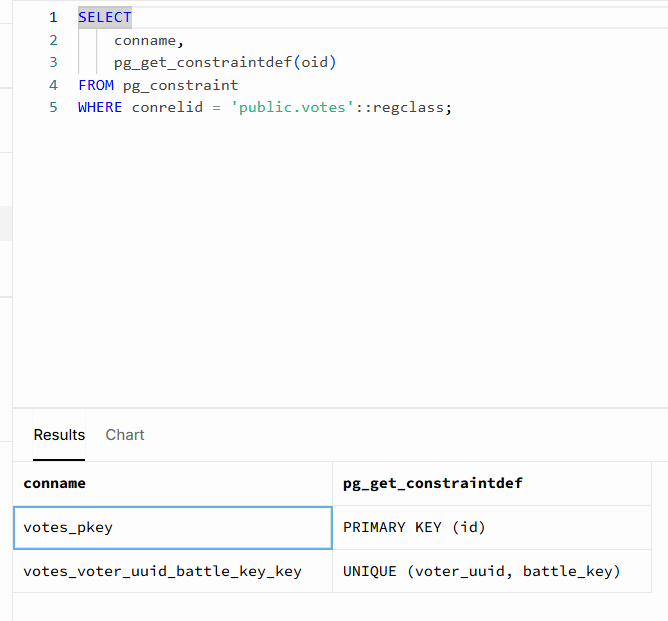 1 SELECT
2 conname,
3 pg_get_constraintdef(oid)
4 FROM pg_constraint
5 WHERE conrelid = 'public.votes'::regclass;
Results Chart
conname pg_get_constraintdef
votes_pkey PRIMARY KEY (id)
votes_voter_uuid_battle_key_key UNIQUE (voter_uuid, battle_key)